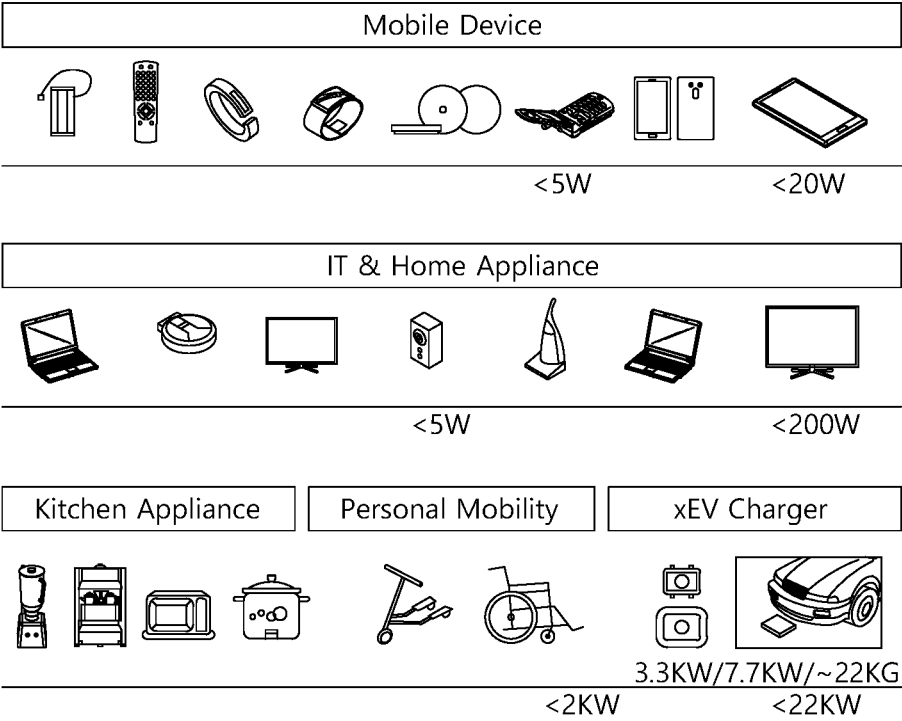 Mobile Device
<5W <20W
IT & Home Appliance
<5W <200W
Kitchen Appliance Personal Mobility xEV Charger
3.3KW/7.7KW/~22KG
<2KW <22KW